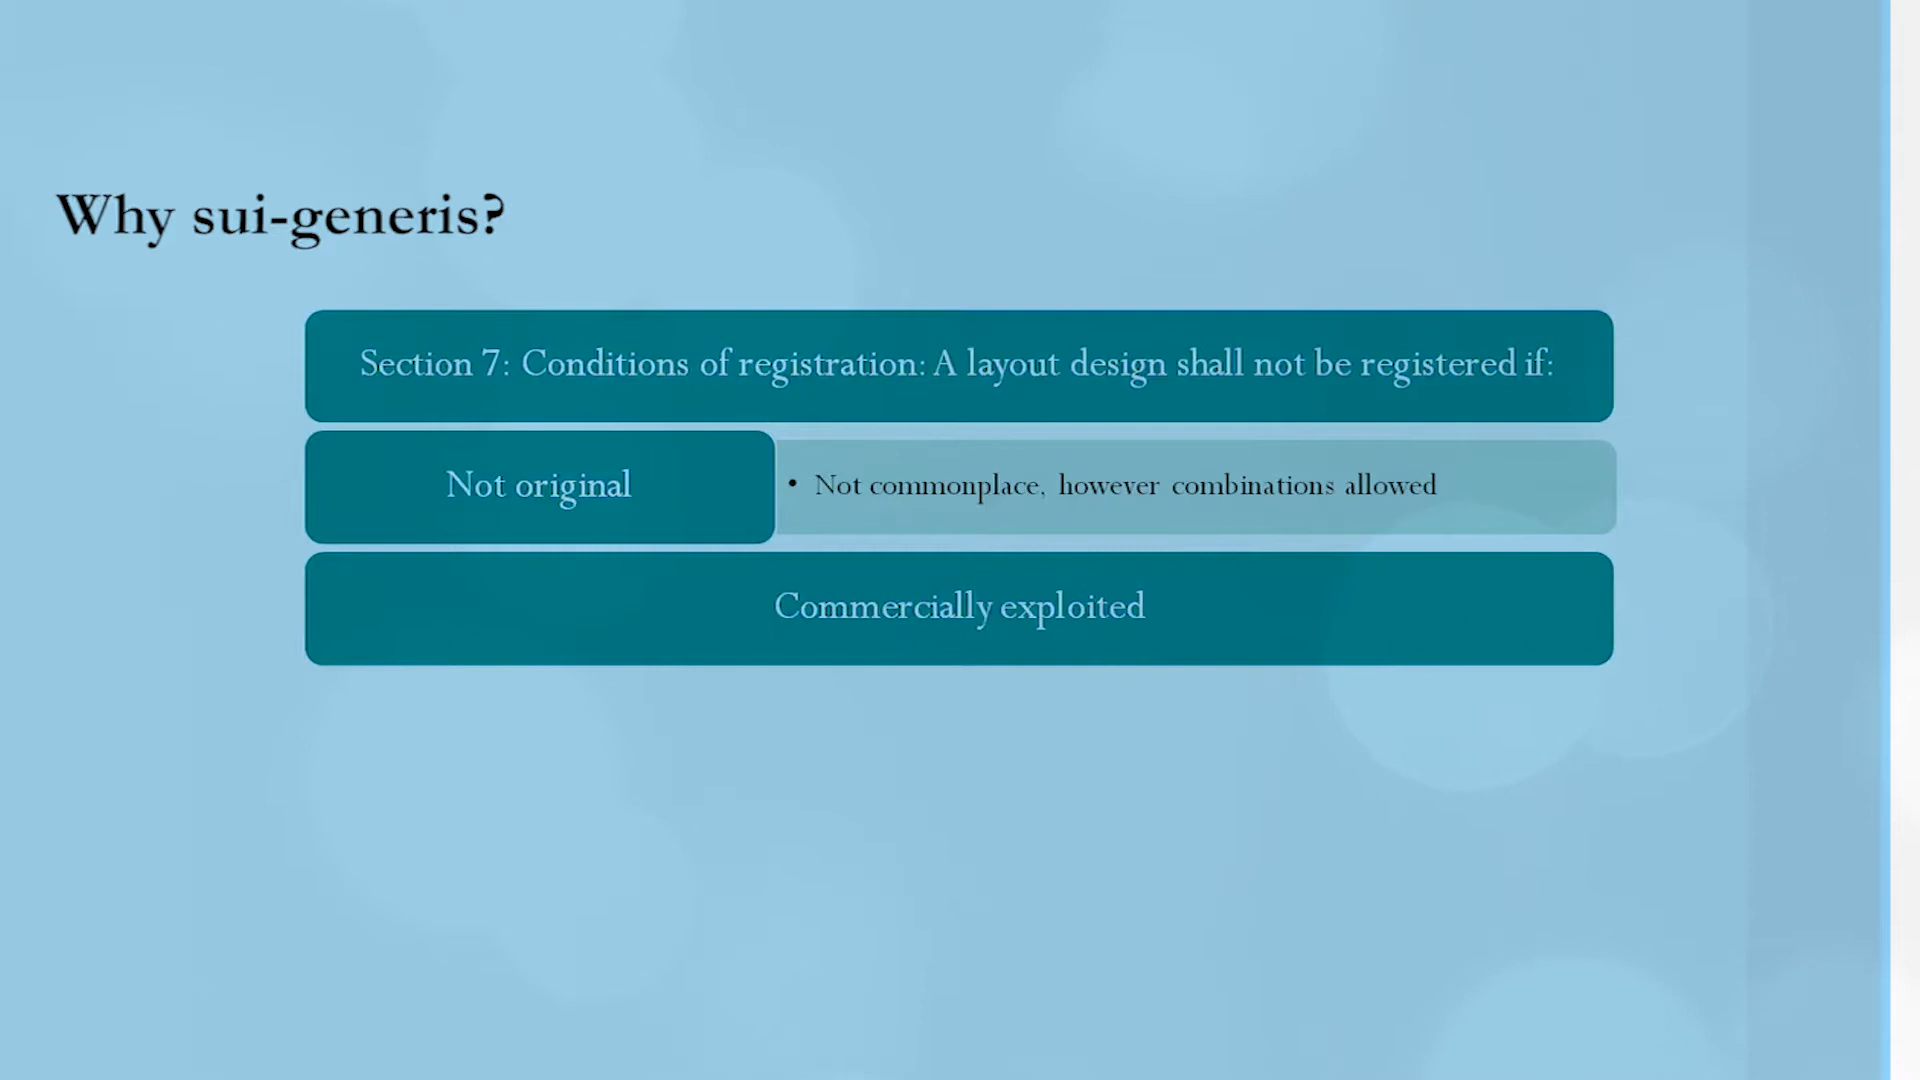 Why sui-generis?
Section 7: Conditions of registration: A layout design shall not be registered if:
Not original
• Not commonplace, however combinations allowed
Commercially exploited